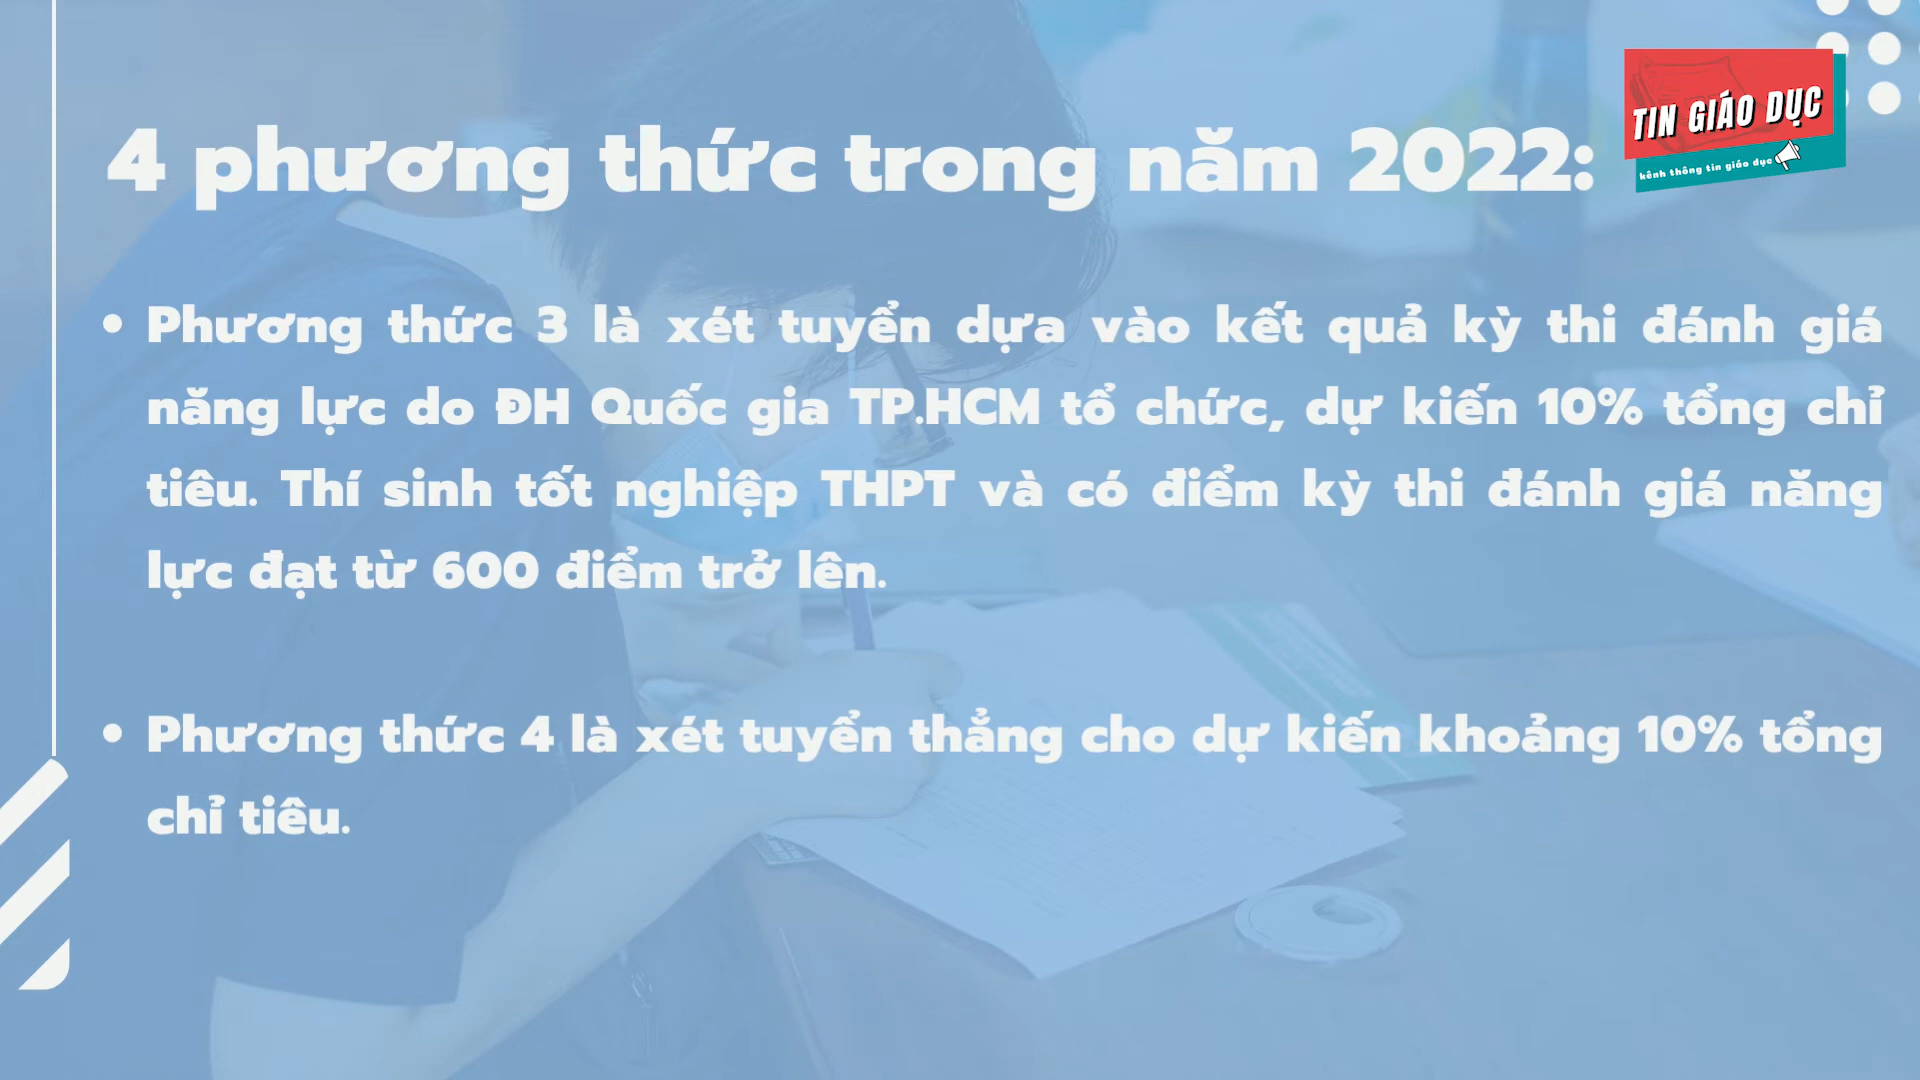 4 phương thức trong năm 2022:
TIN GIÁO DỤC
kênh thông tin giáo dục
• Phương thức 3 là xét tuyển dựa vào kết quả kỳ thi đánh giá
năng lực do ĐH Quốc gia TP.HCM tổ chức, dự kiến 10% tổng chỉ
tiêu. Thí sinh tốt nghiệp THPT và có điểm kỳ thi đánh giá năng
lực đạt từ 600 điểm trở lên.
• Phương thức 4 là xét tuyển thẳng cho dự kiến khoảng 10% tổng
chỉ tiêu.